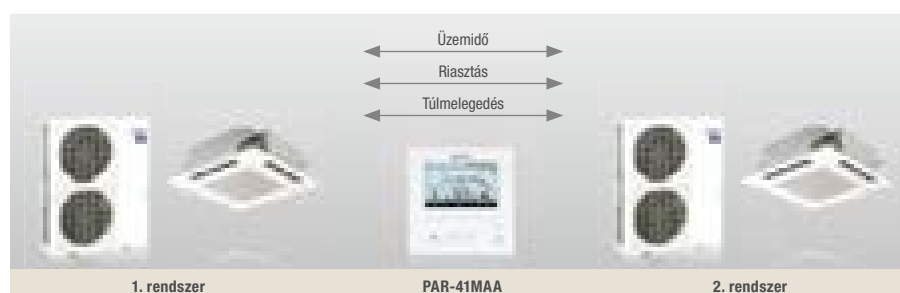 Üzemidő
Riasztás
Túlmelegedés
1. rendszer
PAR-41MAA
2. rendszer